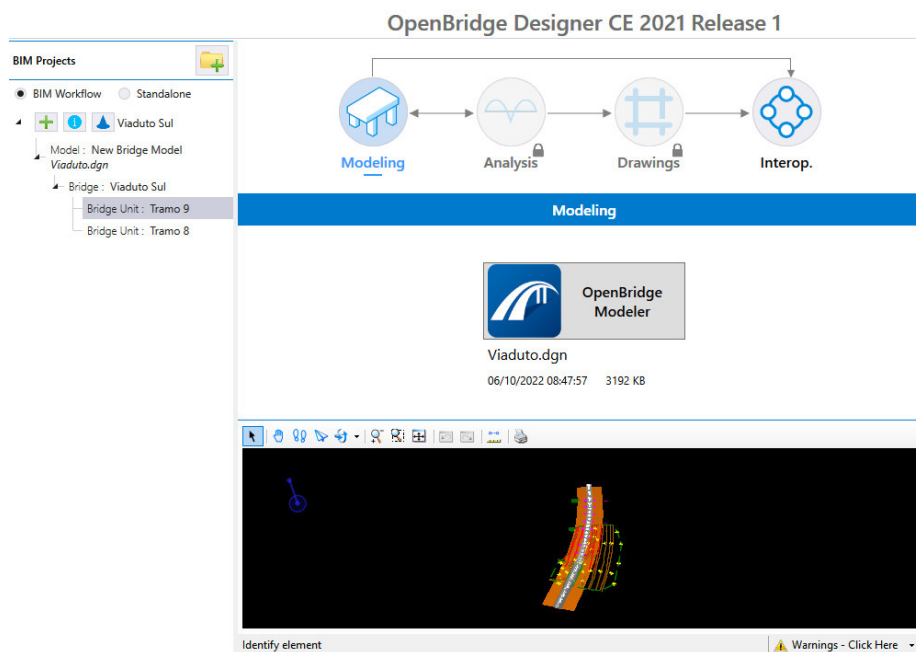 OpenBridge Designer CE 2021 Release 1
BIM Projects
BIM Workflow Standalone
Viaduto Sul
Model : New Bridge Model
Viaduto.dgn
Bridge : Viaduto Sul
Bridge Unit : Tramo 9
Bridge Unit : Tramo 8
Modeling Analysis Drawings Interop.
Modeling
OpenBridge
Modeler
Viaduto.dgn
06/10/2022 08:47:57 3192 KB
Identify element
Warnings - Click Here